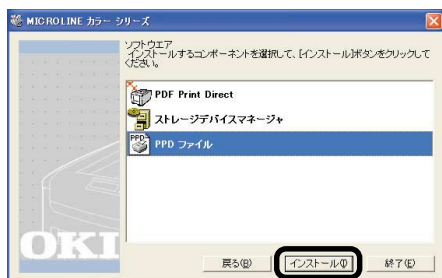 MICROLINE カラー シリーズ
ソフトウエア
インストールするコンポーネントを選択して、[インストール]ボタンをクリックして
ください。
PDF Print Direct
ストレージデバイスマネージャ
PPD ファイル
OKI
戻る(B) インストール(I) 終了(E)